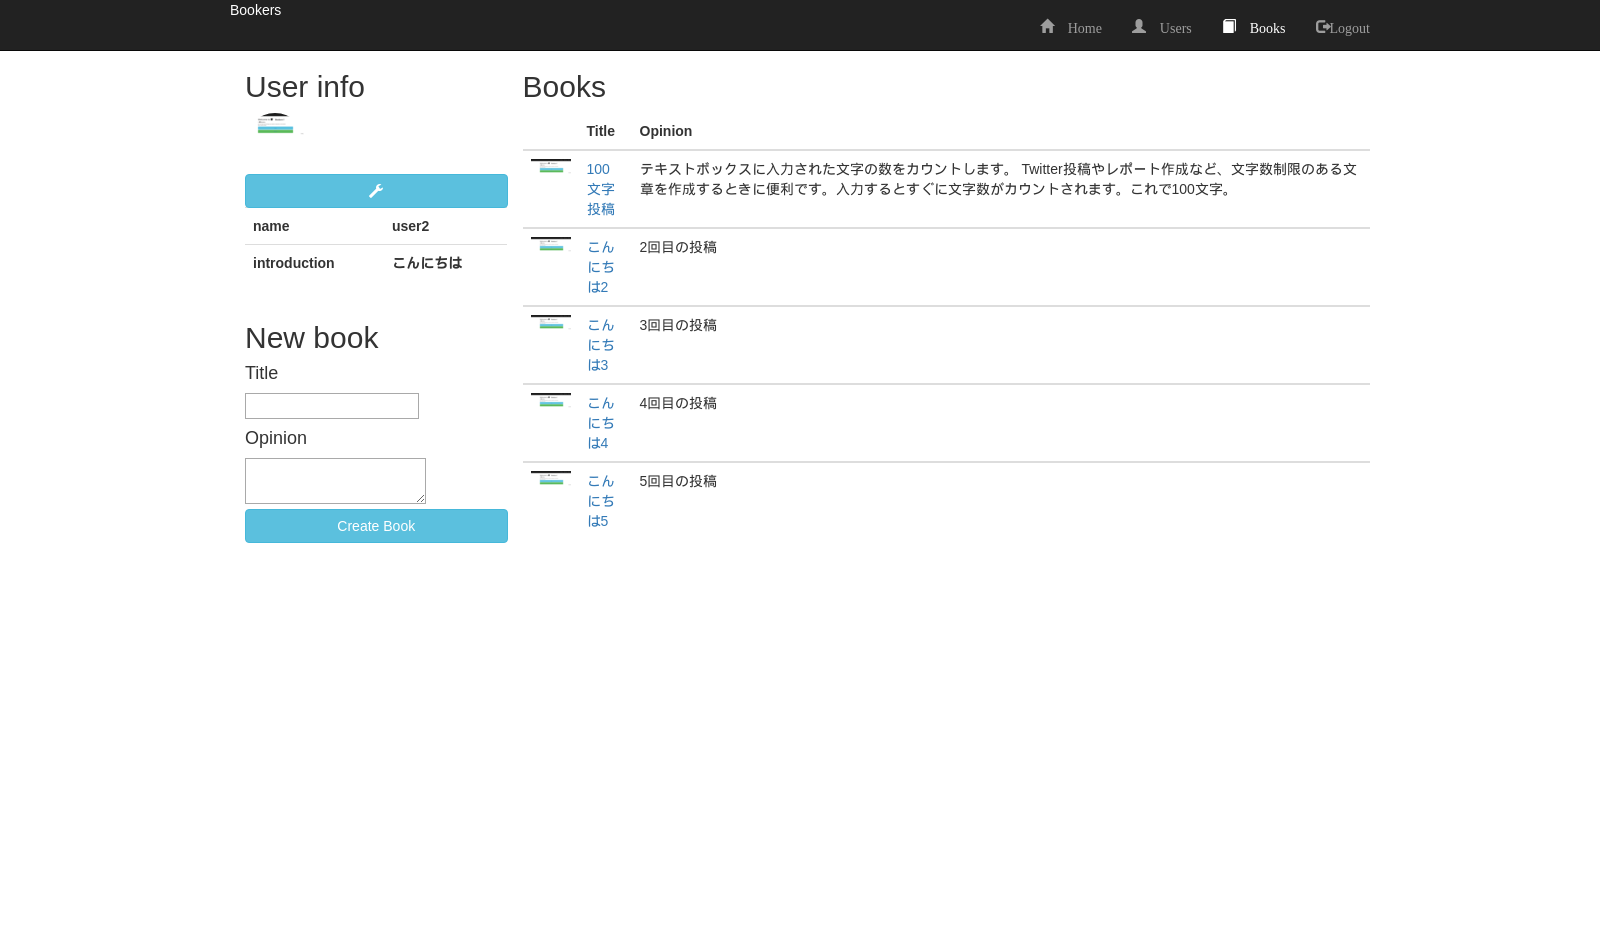 Bookers
Home Users Books Logout
User info
name user2
introduction こんにちは
New book
Title
Opinion
Create Book
Books
Title Opinion
100
文字
投稿
テキストボックスに入力された文字の数をカウントします。 Twitter投稿やレポート作成など、文字数制限のある文
章を作成するときに便利です。入力するとすぐに文字数がカウントされます。これで100文字。
こん
にち
は2
2回目の投稿
こん
にち
は3
3回目の投稿
こん
にち
は4
4回目の投稿
こん
にち
は5
5回目の投稿